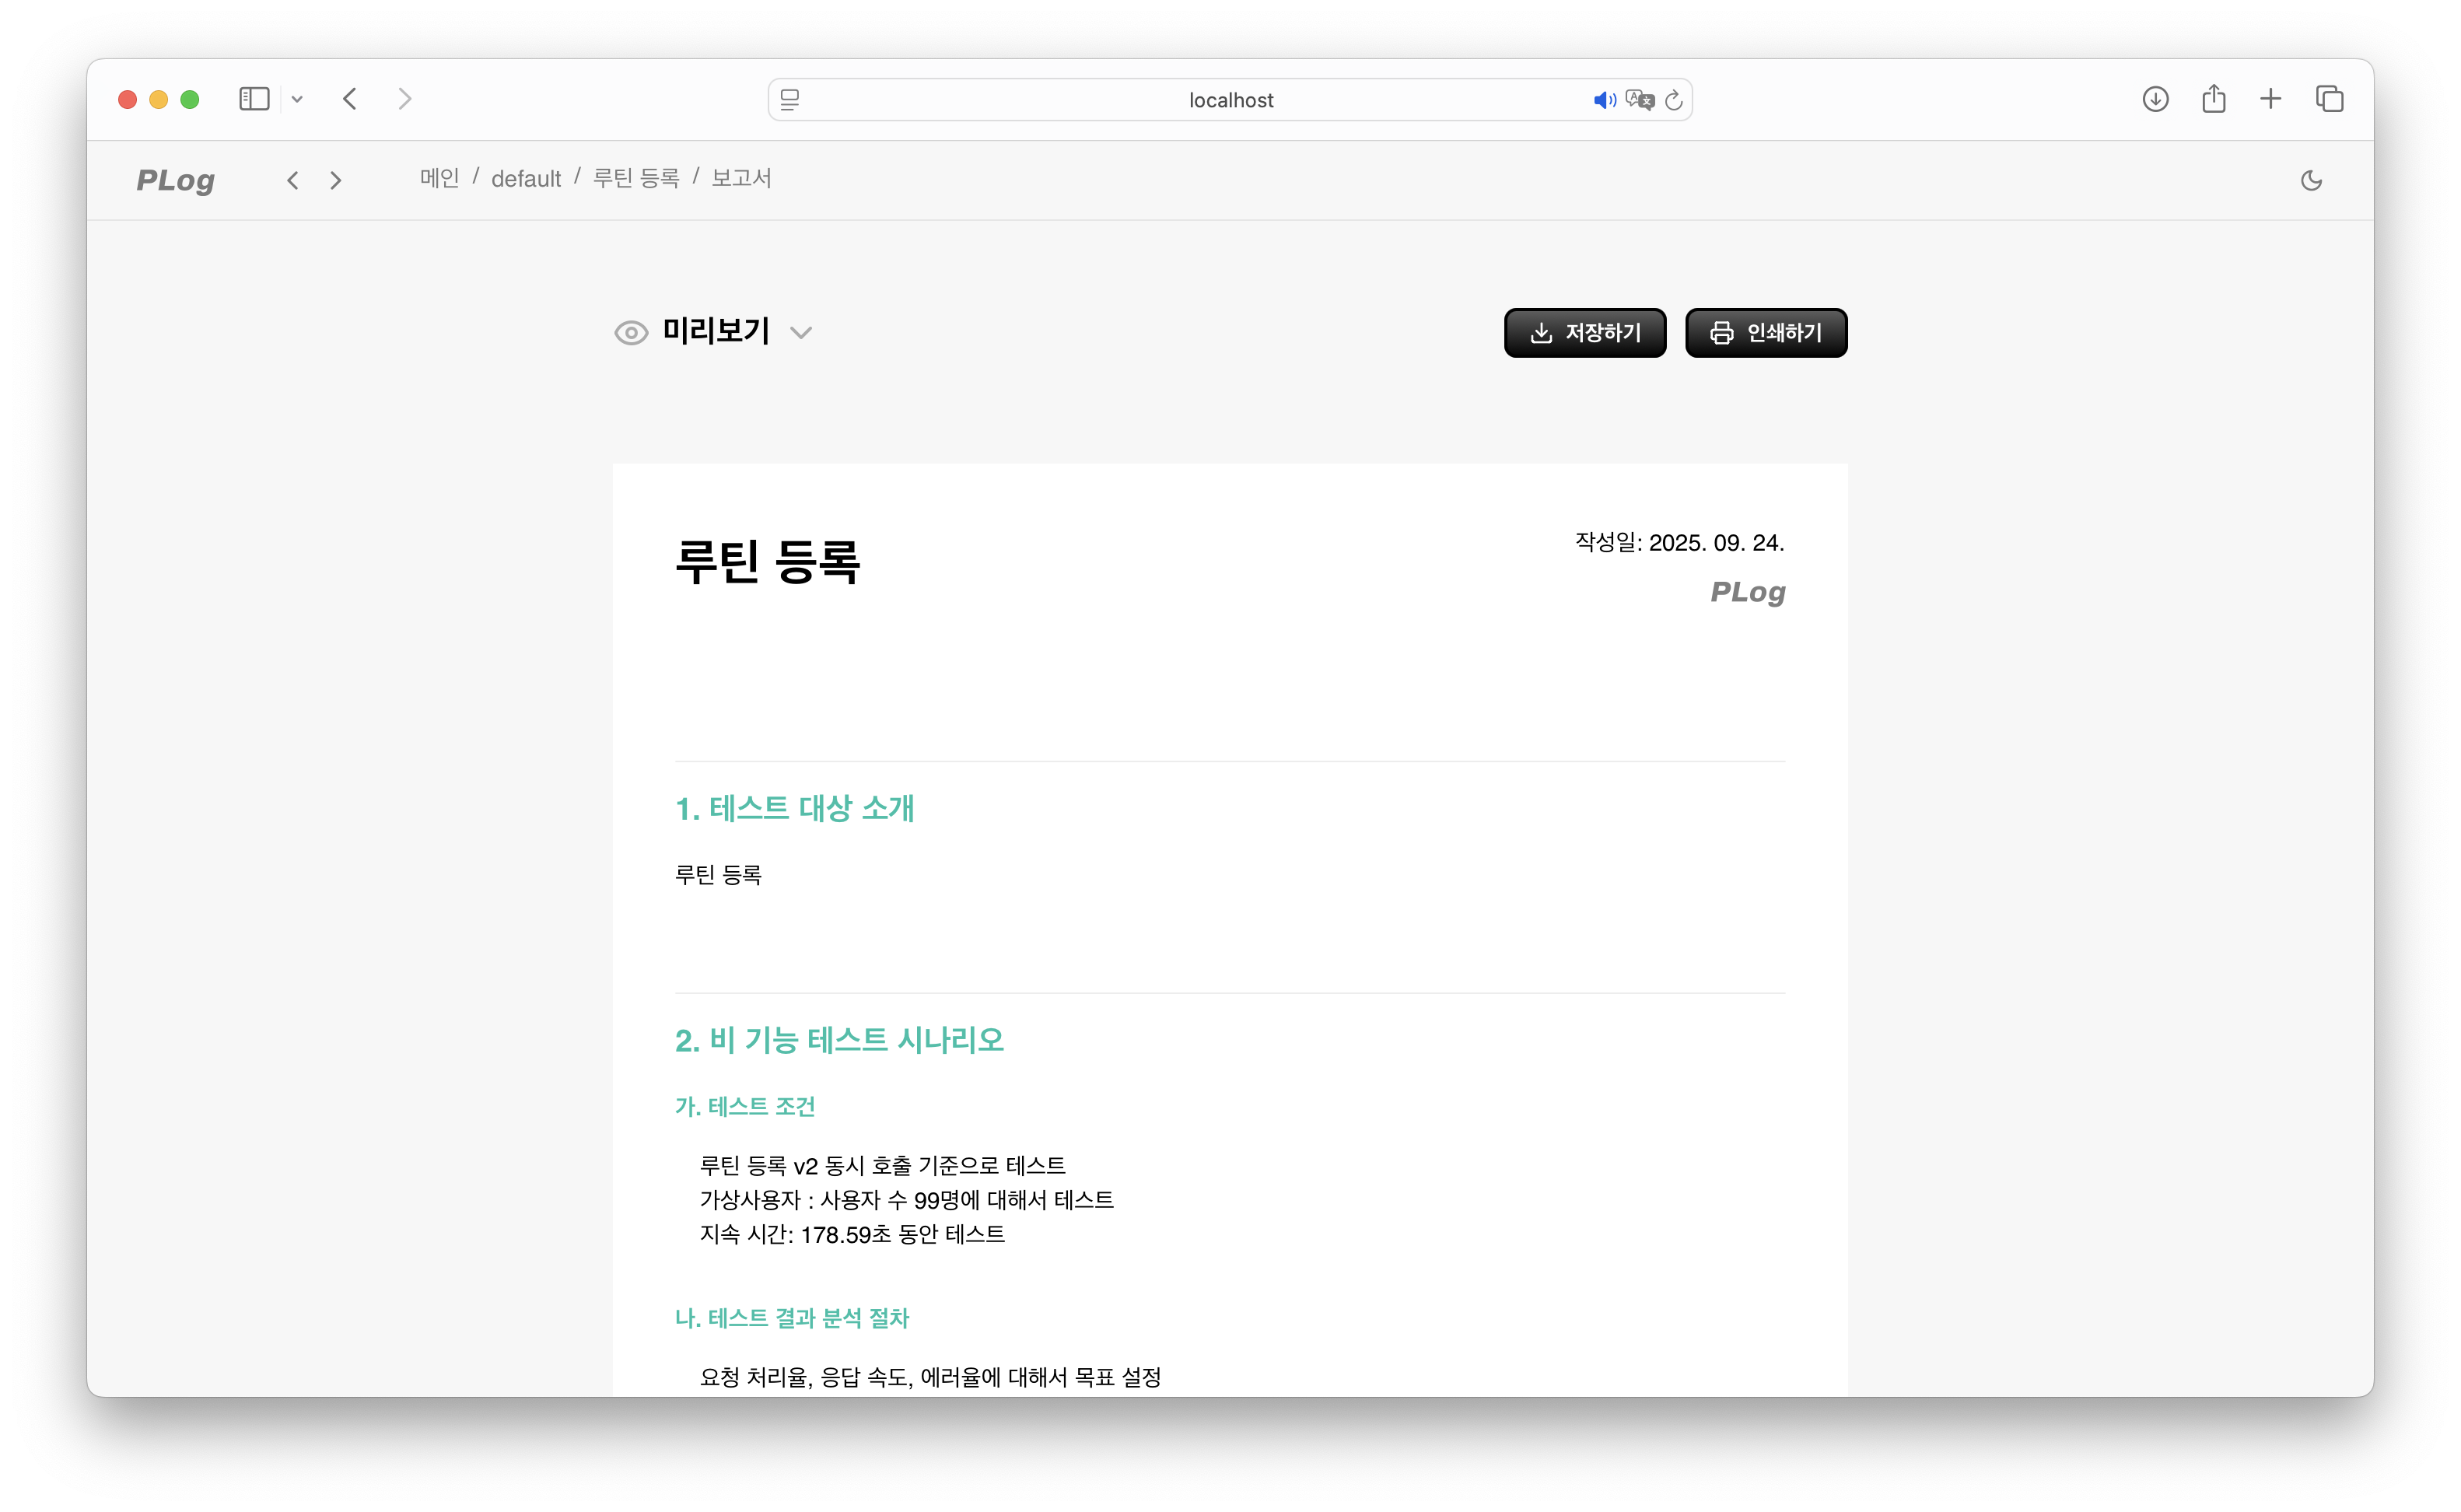 localhost
PLog
메인 / default / 루틴 등록 / 보고서
미리보기
저장하기
인쇄하기
루틴 등록
작성일: 2025. 09. 24.
PLog
1. 테스트 대상 소개
루틴 등록
2. 비 기능 테스트 시나리오
가. 테스트 조건
루틴 등록 v2 동시 호출 기준으로 테스트
가상사용자 : 사용자 수 99명에 대해서 테스트
지속 시간: 178.59초 동안 테스트
나. 테스트 결과 분석 절차
요청 처리율, 응답 속도, 에러율에 대해서 목표 설정